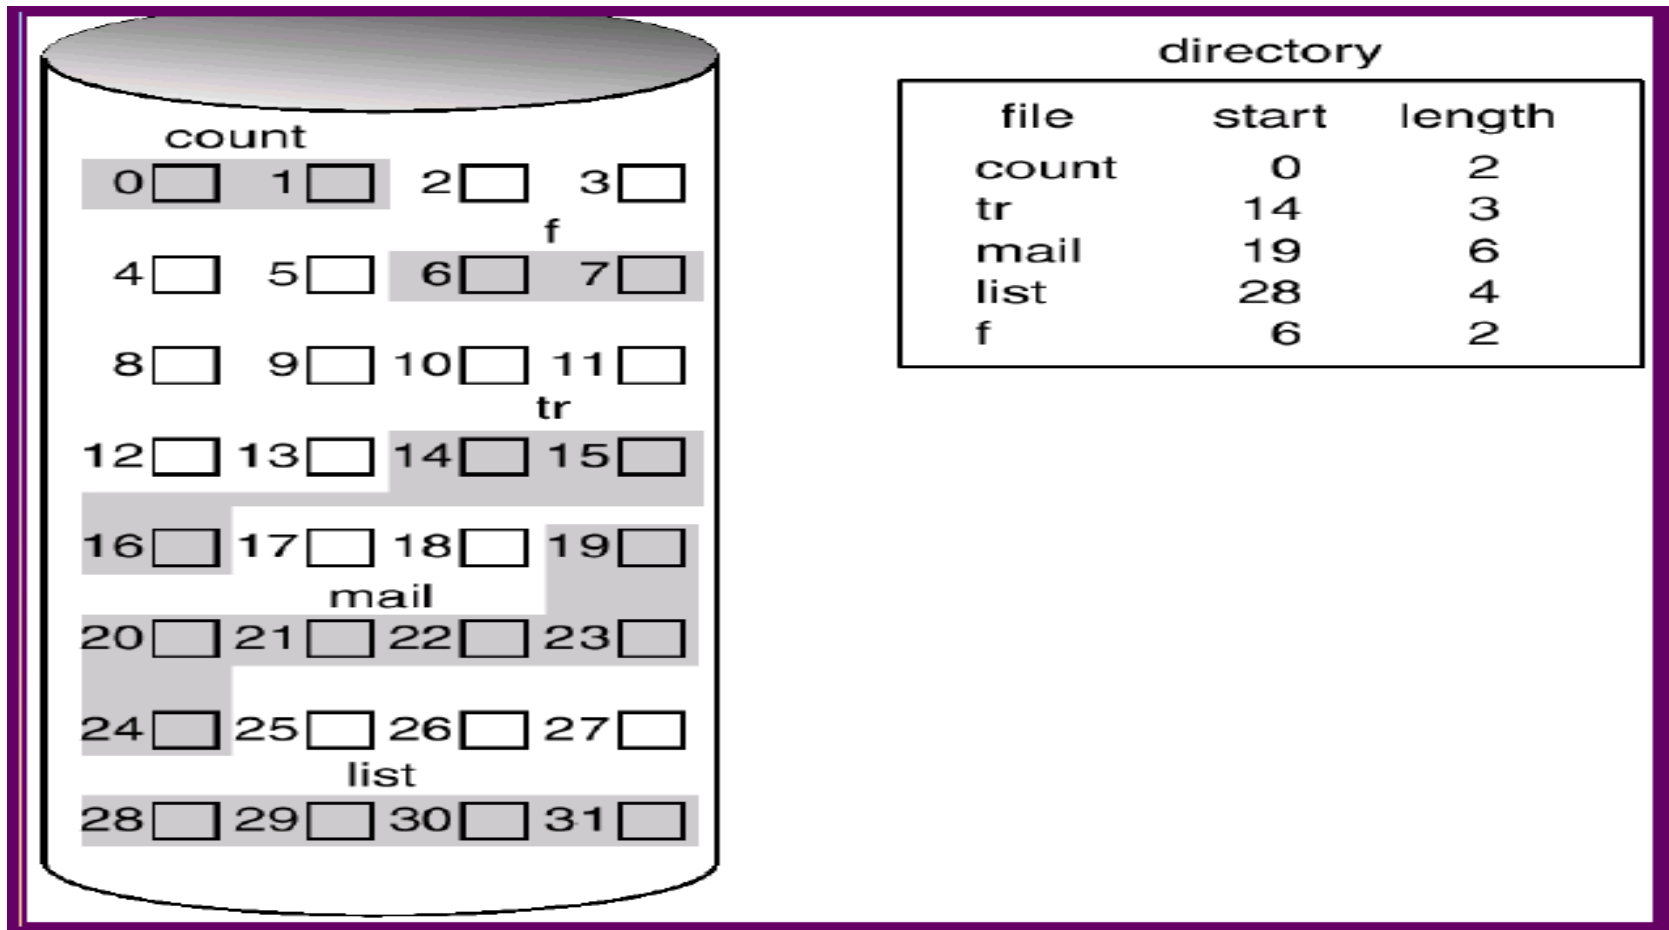 count
0 1 2 3
f
4 5 6 7
8 9 10 11
tr
12 13 14 15
16 17 18 19
mail
20 21 22 23
24 25 26 27
list
28 29 30 31
directory
file start length
count 0 2
tr 14 3
mail 19 6
list 28 4
f 6 2